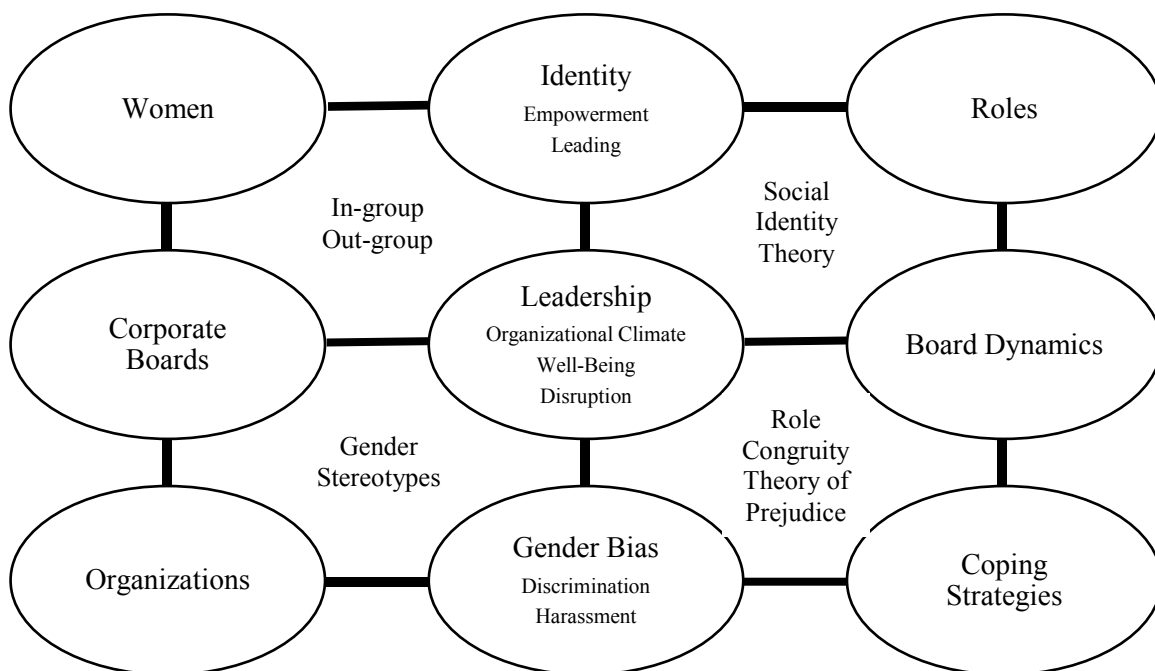 Women
Identity
Empowerment
Leading
Roles
In-group
Out-group
Social
Identity
Theory
Corporate
Boards
Leadership
Organizational Climate
Well-Being
Disruption
Board Dynamics
Gender
Stereotypes
Role
Congruity
Theory of
Prejudice
Organizations
Gender Bias
Discrimination
Harassment
Coping
Strategies